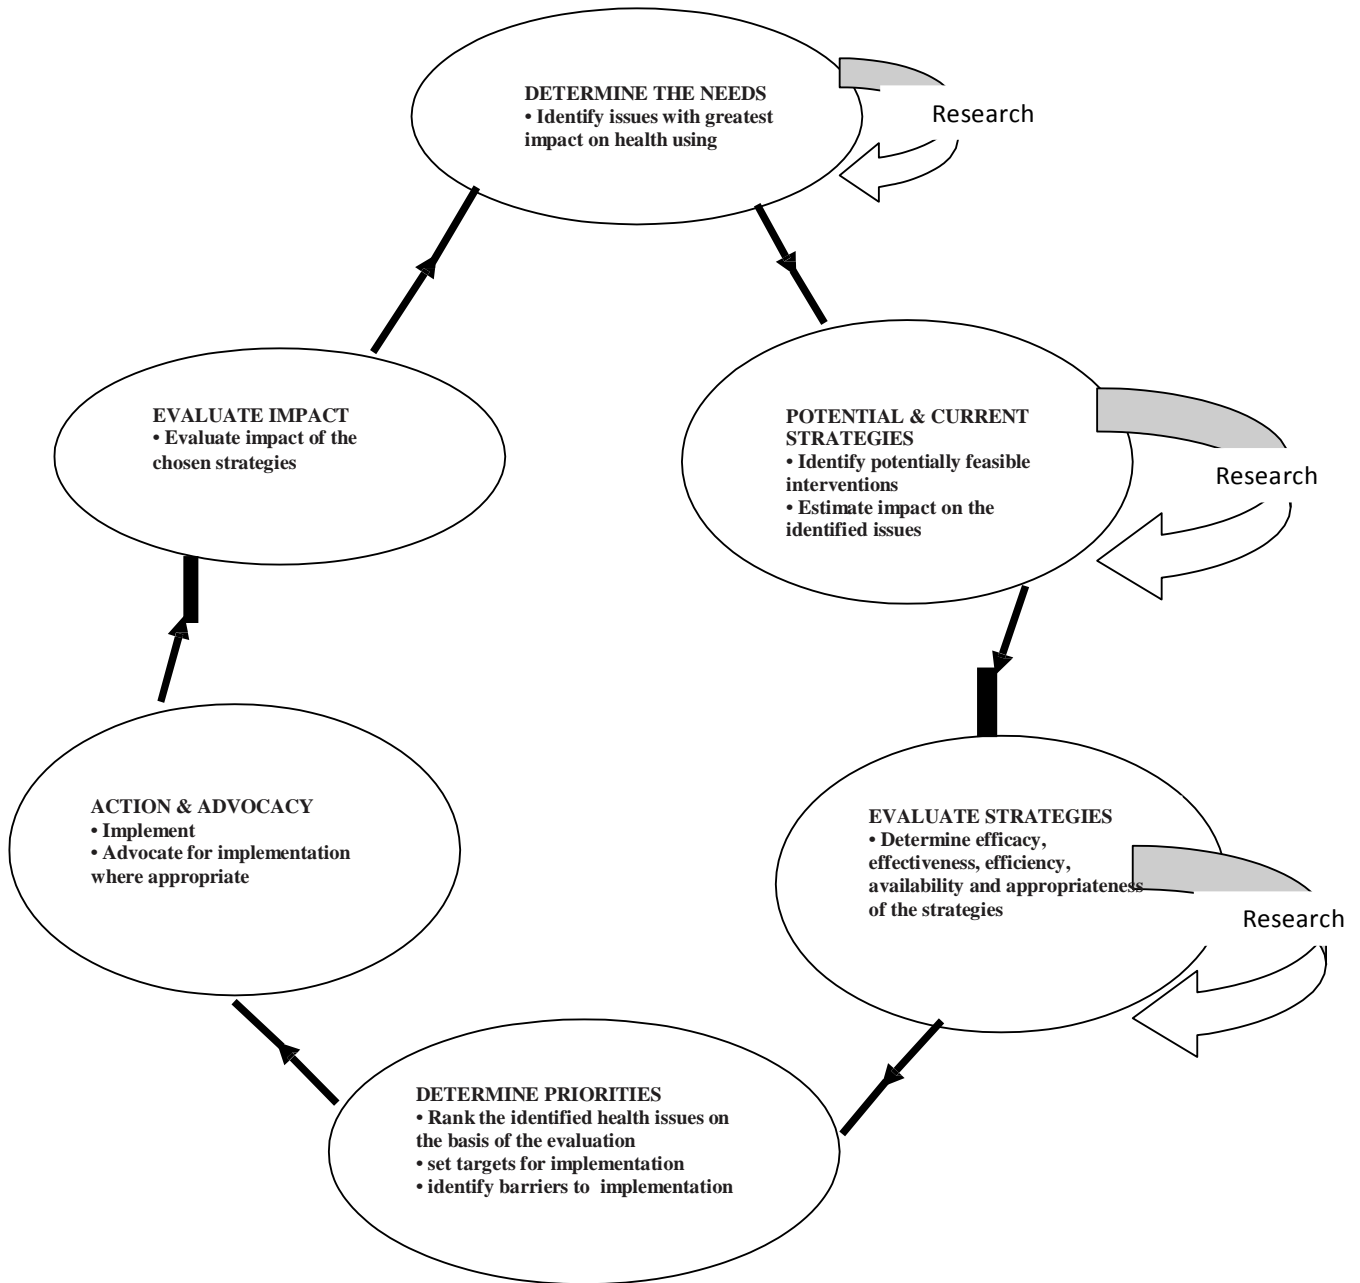 DETERMINE THE NEEDS
• Identify issues with greatest
impact on health using
Research
POTENTIAL & CURRENT
STRATEGIES
• Identify potentially feasible
interventions
• Estimate impact on the
identified issues
Research
EVALUATE STRATEGIES
• Determine efficacy,
effectiveness, efficiency,
availability and appropriateness
of the strategies
Research
DETERMINE PRIORITIES
• Rank the identified health issues on
the basis of the evaluation
• set targets for implementation
• identify barriers to implementation
ACTION & ADVOCACY
• Implement
• Advocate for implementation
where appropriate
EVALUATE IMPACT
• Evaluate impact of the
chosen strategies